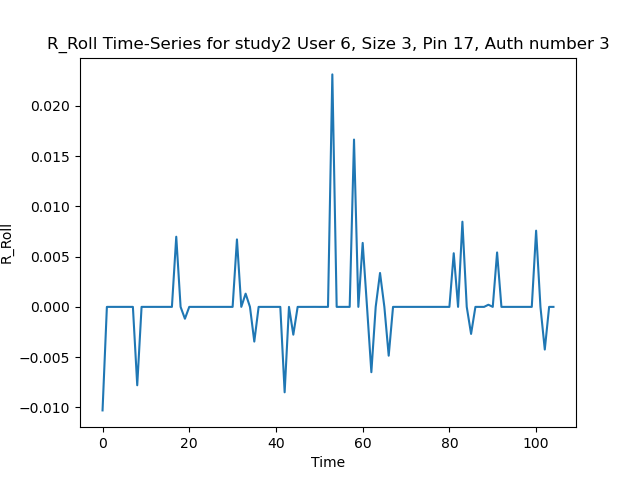 R_Roll Time-Series for study2 User 6, Size 3, Pin 17, Auth number 3
0.020
0.015
0.010
0.005
0.000
−0.005
−0.010
R_Roll
0 20 40 60 80 100
Time